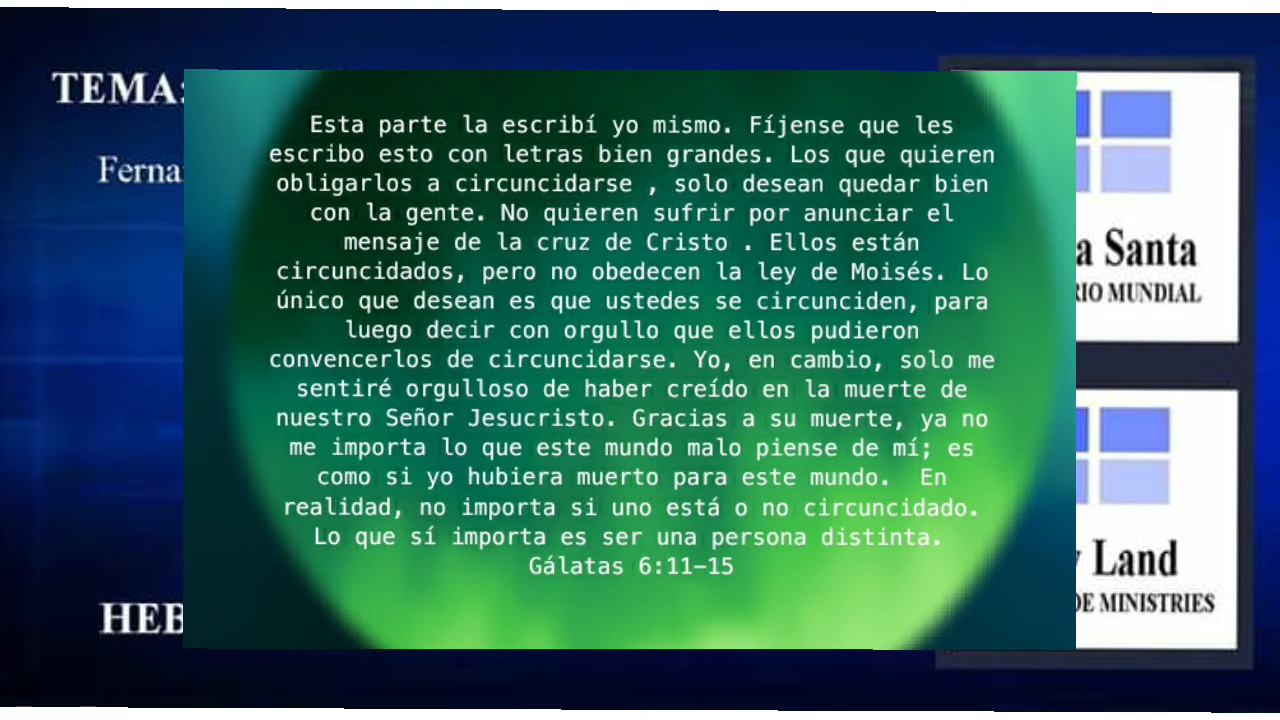 TEMA:
Esta parte la escribí yo mismo. Fíjense que les
escribo esto con letras bien grandes. Los que quieren
obligarlos a circuncidarse , solo desean quedar bien
con la gente. No quieren sufrir por anunciar el
mensaje de la cruz de Cristo . Ellos están
circuncidados, pero no obedecen la ley de Moisés. Lo
único que desean es que ustedes se circunciden, para
luego decir con orgullo que ellos pudieron
convencerlos de circuncidarse. Yo, en cambio, solo me
sentiré orgulloso de haber creído en la muerte de
nuestro Señor Jesucristo. Gracias a su muerte, ya no
me importa lo que este mundo malo piense de mí; es
como si yo hubiera muerto para este mundo.  En
realidad, no importa si uno está o no circuncidado.
Lo que sí importa es ser una persona distinta.
Gálatas 6:11-15
Santa
MUNDIAL
Land
MINISTRIES